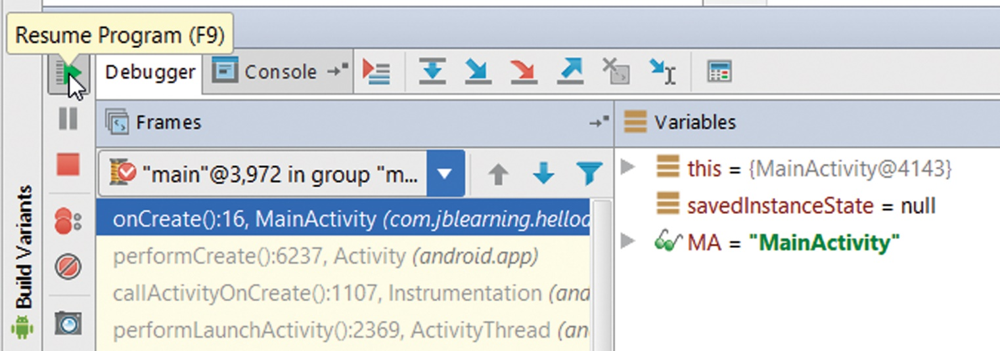 Resume Program (F9)
Debugger Console
Frames
Variables
"main"@3,972 in group "m...
onCreate():16, MainActivity (com.jblearning.helloc
performCreate():6237, Activity (android.app)
callActivityOnCreate():1107, Instrumentation (and
performLaunchActivity():2369, ActivityThread (an
this = {MainActivity@4143}
savedInstanceState = null
MA = "MainActivity"
Build Variants